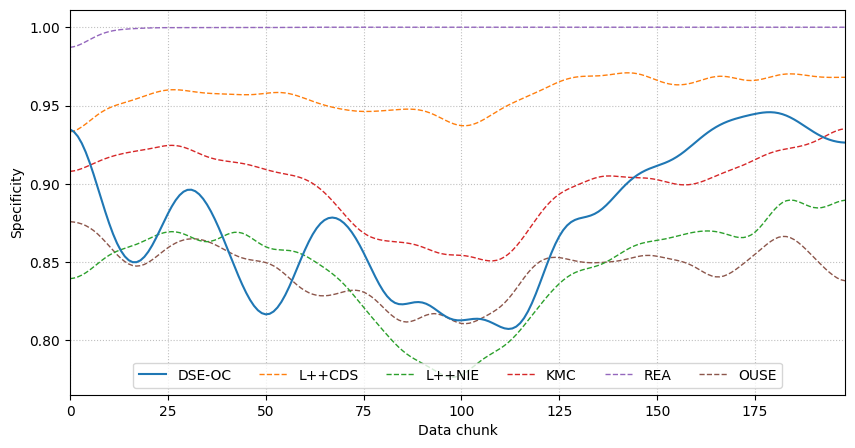 1.00
0.95
0.90
0.85
0.80
Specificity
DSE-OC L++CDS L++NIE KMC REA OUSE
0 25 50 75 100 125 150 175
Data chunk